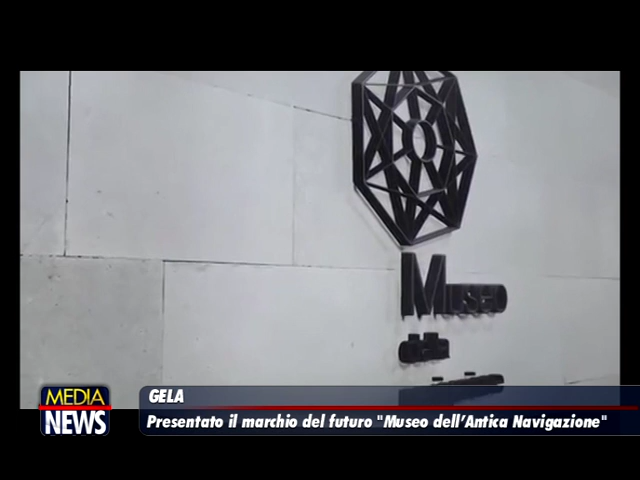 Museo
MEDIA
NEWS
GELA
Presentato il marchio del futuro "Museo dell'Antica Navigazione"